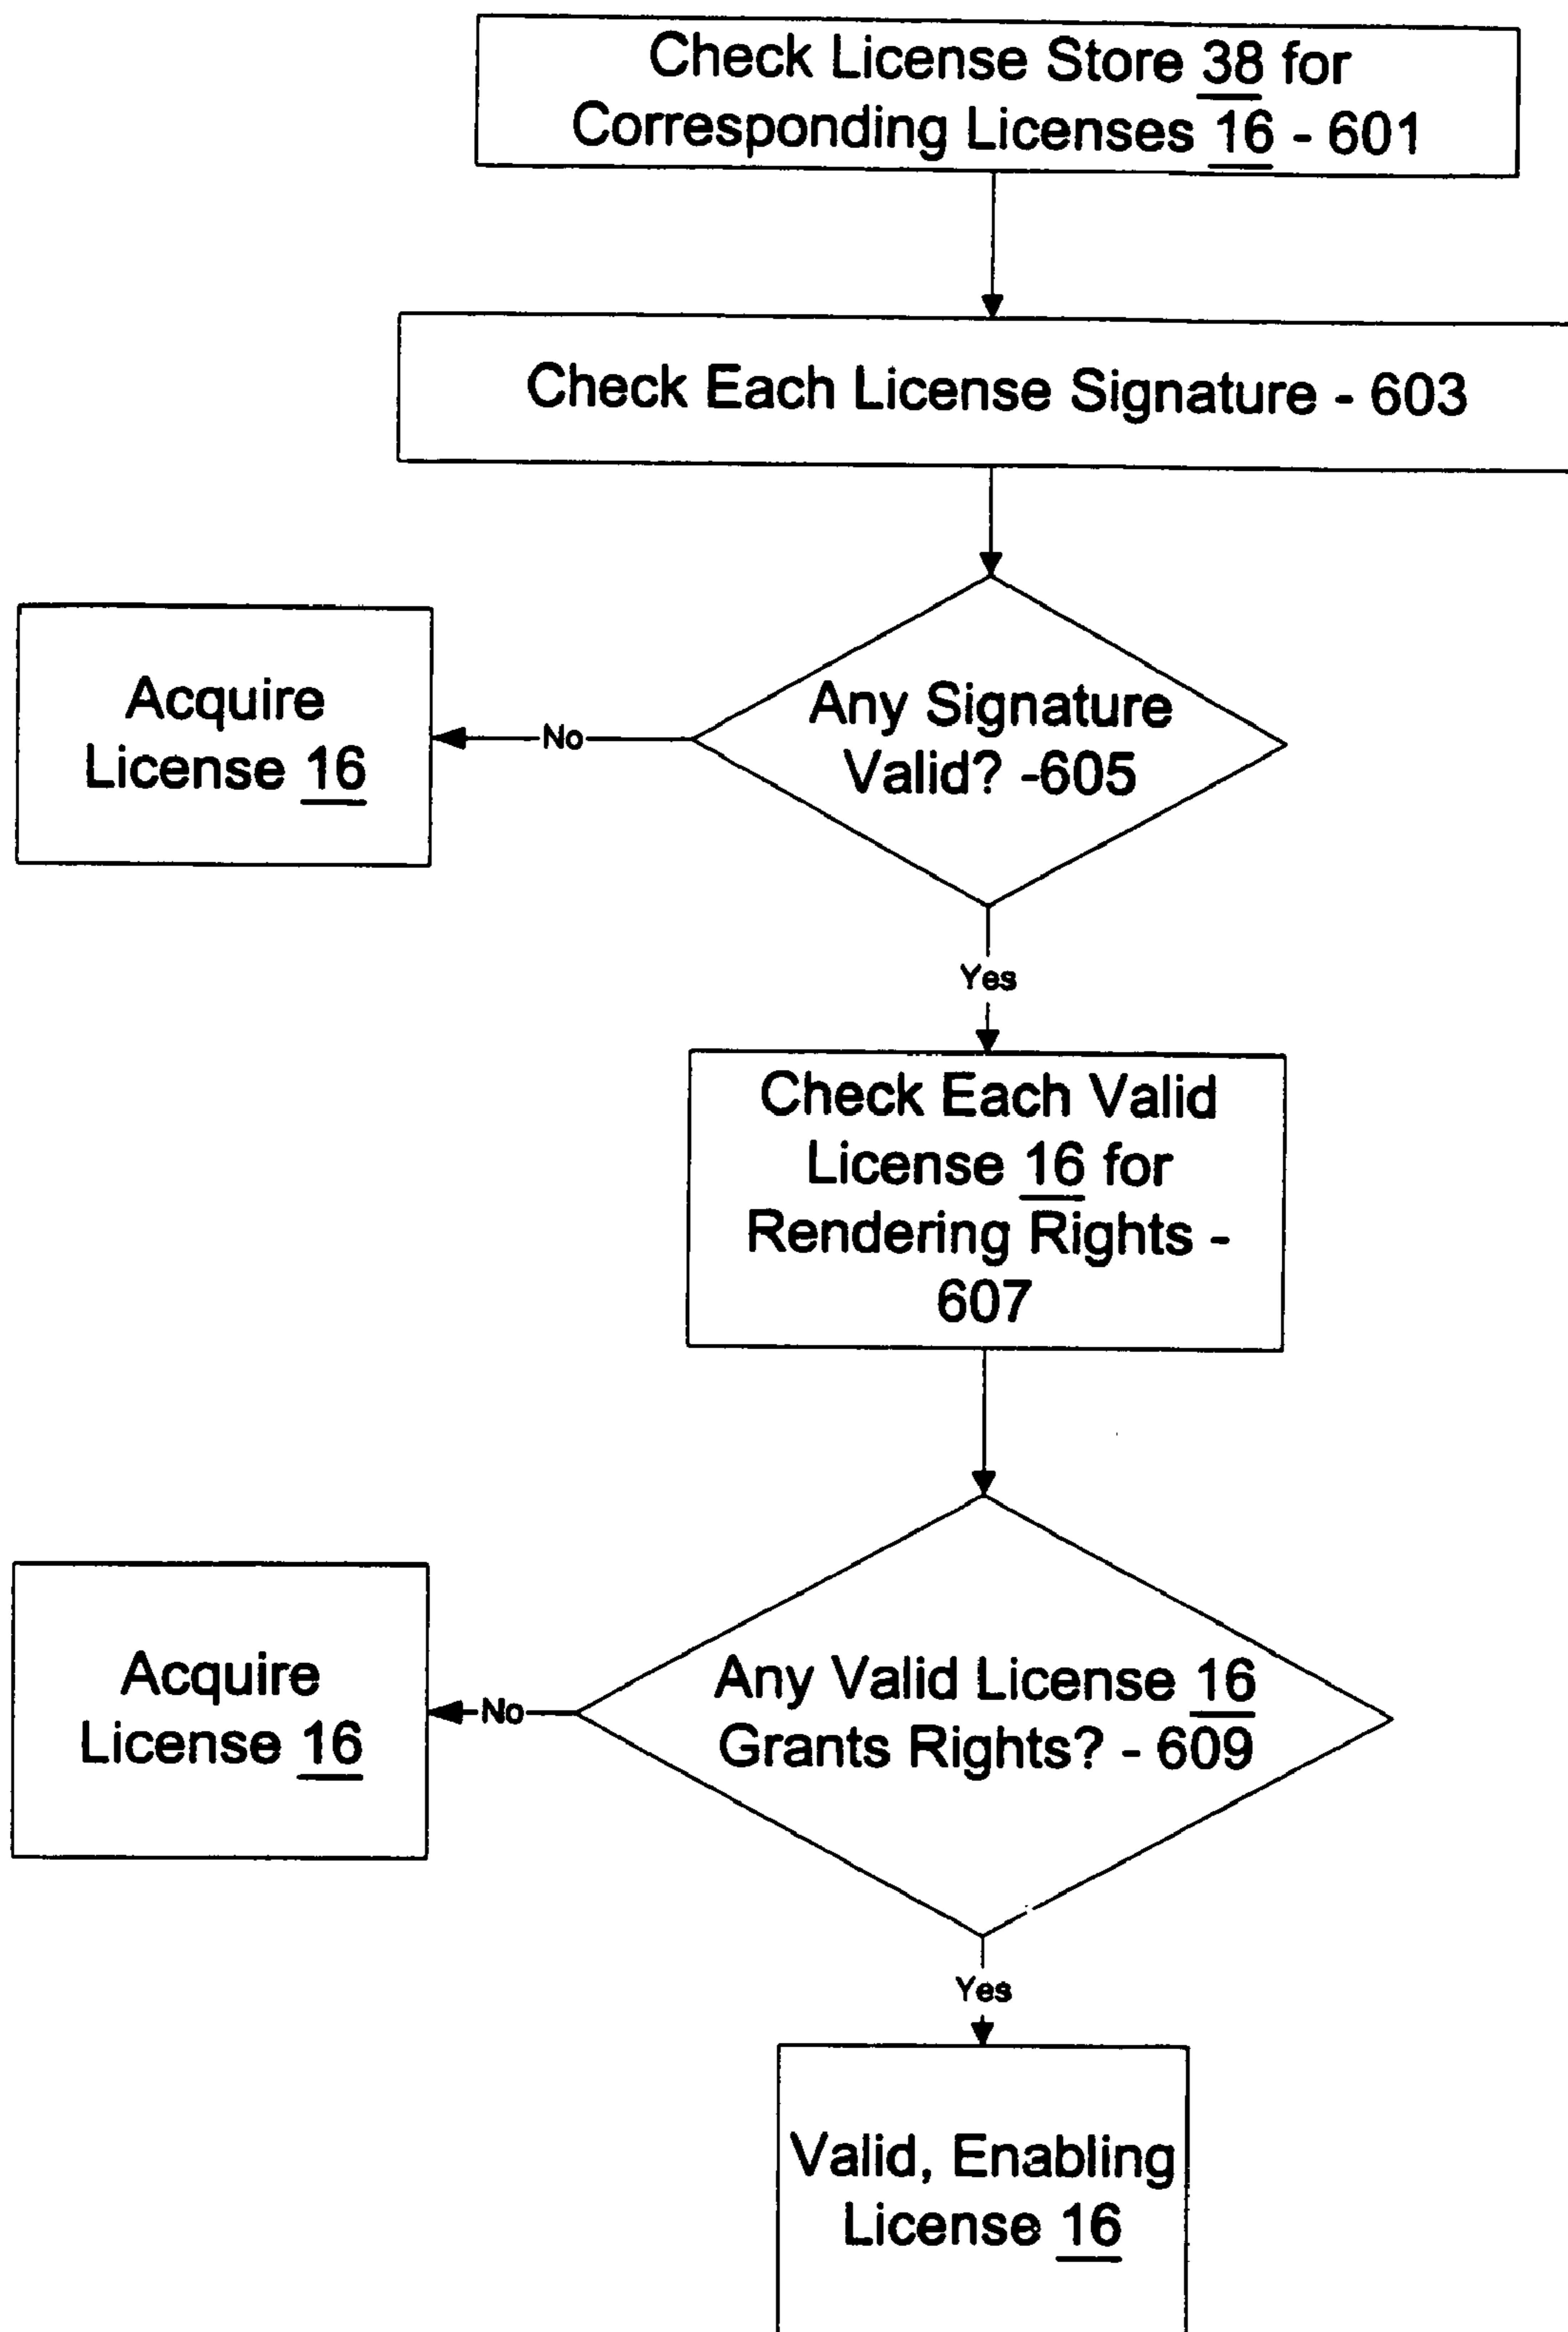 Check License Store 38 for
Corresponding Licenses 16 - 601
Check Each License Signature - 603
Any Signature
Valid? -605
No
Acquire
License 16
Yes
Check Each Valid
License 16 for
Rendering Rights -
607
Any Valid License 16
Grants Rights? - 609
No
Acquire
License 16
Yes
Valid, Enabling
License 16